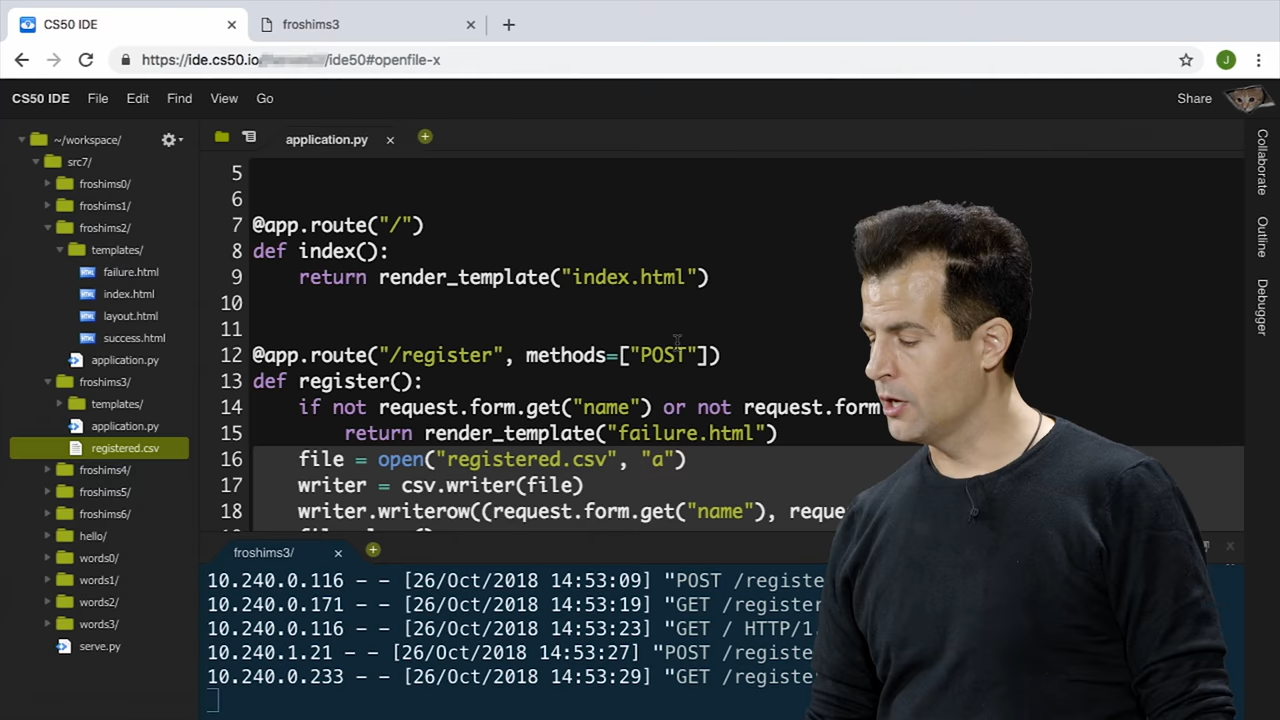 CS50 IDE
froshims3
https://ide.cs50.io /ide50#openfile-x
J
CS50 IDE File Edit Find View Go Share
~/workspace/
src7/
froshims0/
froshims1/
froshims2/
templates/
failure.html
index.html
layout.html
success.html
application.py
froshims3/
templates/
application.py
registered.csv
froshims4/
froshims5/
froshims6/
hello/
words0/
words1/
words2/
words3/
serve.py
application.py
5
6
7 @app.route("/")
8 def index():
9 return render_template("index.html")
10
11
12 @app.route("/register", methods=["POST"])
13 def register():
14 if not request.form.get("name") or not request.form
15 return render_template("failure.html")
16 file = open("registered.csv", "a")
17 writer = csv.writer(file)
18 writer.writerow((request.form.get("name"), reque
froshims3/
10.240.0.116 - - [26/Oct/2018 14:53:09] "POST /registe
10.240.0.171 - - [26/Oct/2018 14:53:19] "GET /register
10.240.0.116 - - [26/Oct/2018 14:53:23] "GET / HTTP/1.
10.240.1.21 - - [26/Oct/2018 14:53:27] "POST /register
10.240.0.233 - - [26/Oct/2018 14:53:29] "GET /registe
Collaborate
Outline
Debugger